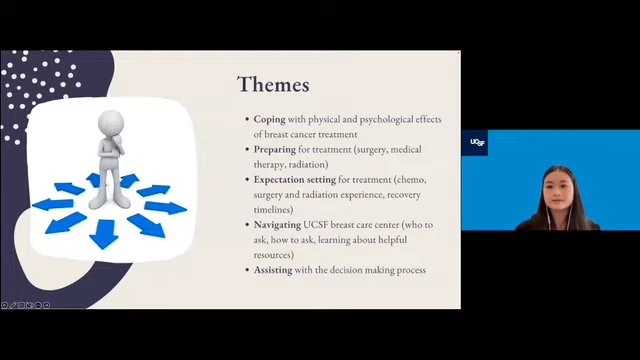 Themes
• Coping with physical and psychological effects
of breast cancer treatment
• Preparing for treatment (surgery, medical
therapy, radiation)
• Expectation setting for treatment (chemo,
surgery and radiation experience, recovery
timelines)
• Navigating UCSF breast care center (who to
ask, how to ask, learning about helpful
resources)
• Assisting with the decision making process
UCSF